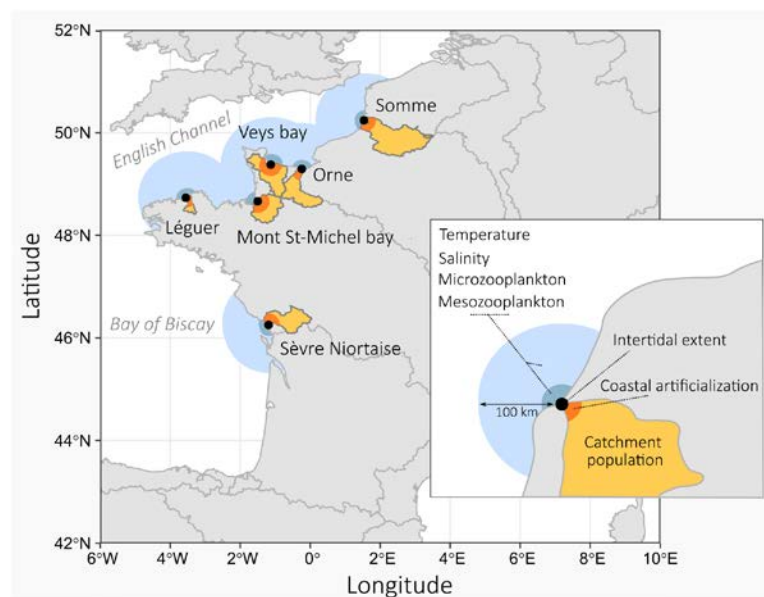 52°N
50°N
48°N
46°N
44°N
42°N
Latitude
6°W
4°W
2°W
0°
2°E
4°E
6°E
8°E
10°E
Longitude
English Channel
Bay of Biscay
Somme
Veys bay
Orne
Léguer
Mont St-Michel bay
Sèvre Niortaise
Temperature
Salinity
Microzooplankton
Mesozooplankton
Intertidal extent
Coastal artificialization
100 km
Catchment
population